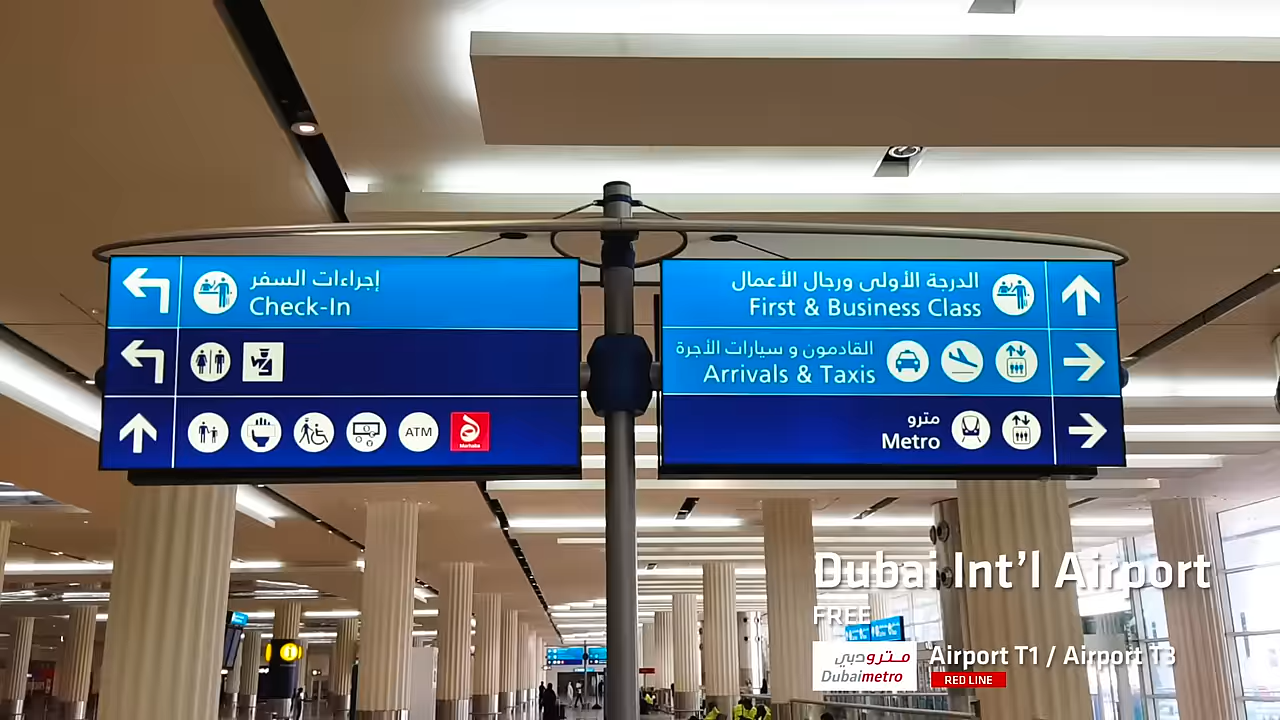 إجراءات السفر
Check-In
ATM
Marhaba
الدرجة الأولى ورجال الأعمال
First & Business Class
القادمون و سيارات الأجرة
Arrivals & Taxis
مترو
Metro
Dubai Int'l Airport
FREE
مترودبي
Dubaimetro
Airport T1 / Airport T3
RED LINE